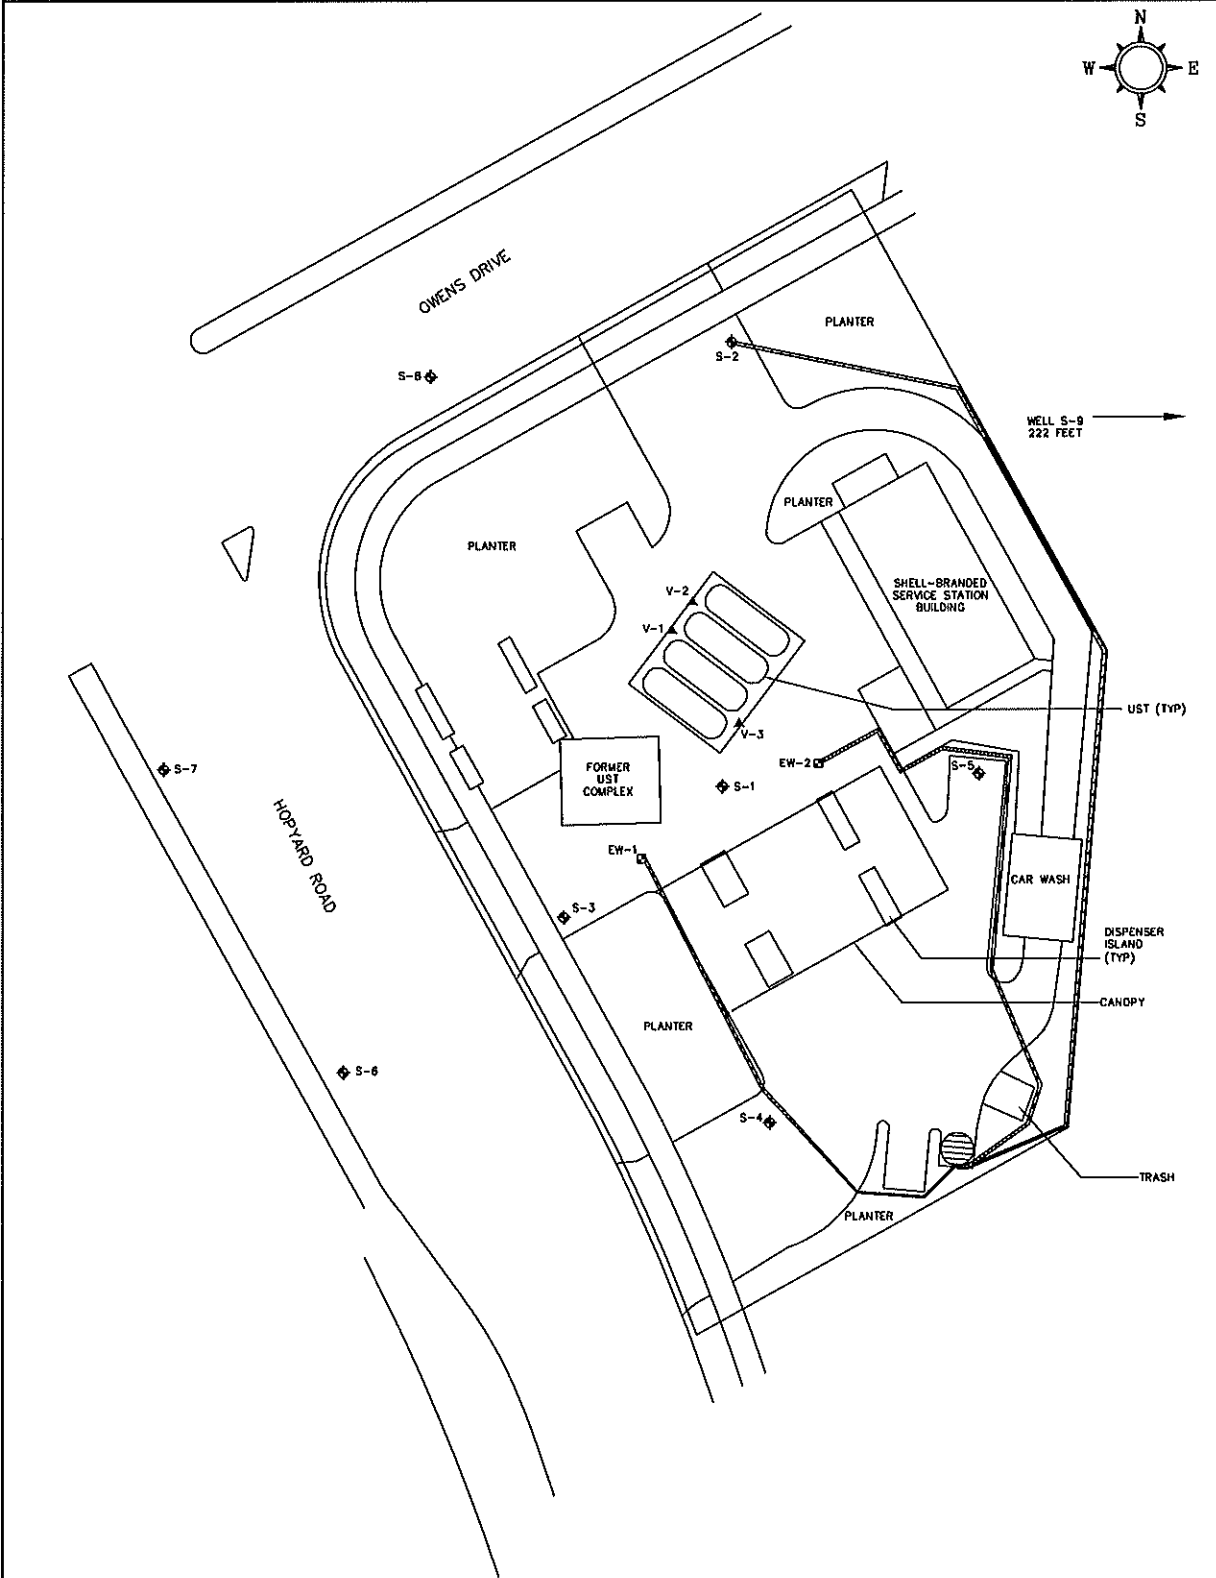 N
W E
S
OWENS DRIVE
PLANTER
S-2
S-8
WELL S-9
222 FEET
PLANTER
PLANTER
SHELL-BRANDED
SERVICE STATION
BUILDING
V-2
V-1
UST (TYP)
V-3
S-7
FORMER
UST
COMPLEX
EW-2
S-5
S-1
HOPYARD ROAD
EW-1
CAR WASH
S-3
DISPENSER
ISLAND
(TYP)
CANOPY
PLANTER
S-6
S-4
TRASH
PLANTER